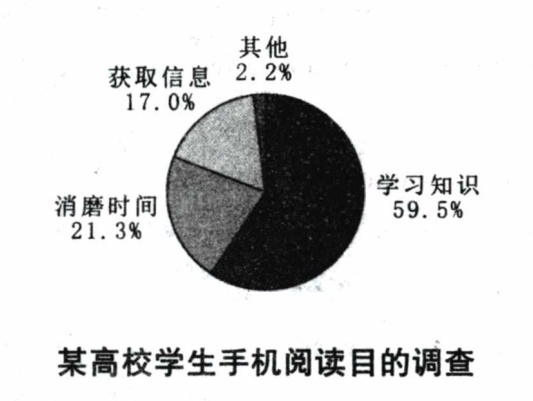 其他
2.2%
获取信息
17.0%
学习知识
59.5%
消磨时间
21.3%
某高校学生手机阅读目的调查